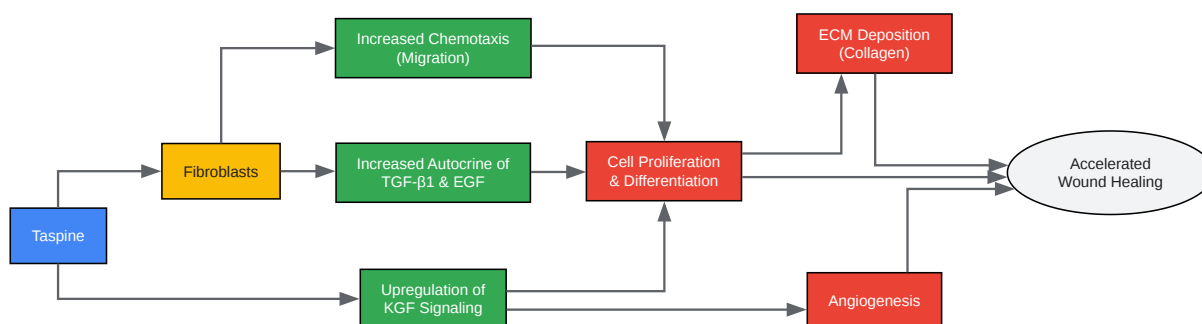 Increased Chemotaxis
(Migration)
ECM Deposition
(Collagen)
Fibroblasts
Increased Autocrine of
TGF-β1 & EGF
Cell Proliferation
& Differentiation
Accelerated
Wound Healing
Taspine
Upregulation of
KGF Signaling
Angiogenesis